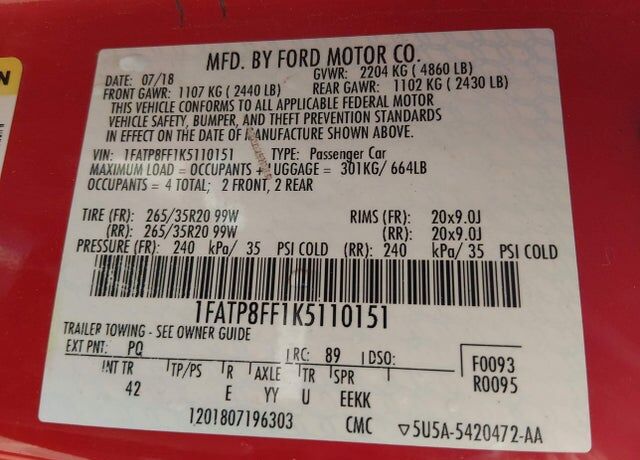 MFD. BY FORD MOTOR CO.
DATE: 07/18 GVWR: 2204 KG ( 4860 LB)
FRONT GAWR: 1107 KG ( 2440 LB) REAR GAWR: 1102 KG ( 2430 LB)
THIS VEHICLE CONFORMS TO ALL APPLICABLE FEDERAL MOTOR
VEHICLE SAFETY, BUMPER, AND THEFT PREVENTION STANDARDS
IN EFFECT ON THE DATE OF MANUFACTURE SHOWN ABOVE.
VIN: 1FATP8FF1K5110151 TYPE: Passenger Car
MAXIMUM LOAD = OCCUPANTS + LUGGAGE = 301KG/ 664LB
OCCUPANTS = 4 TOTAL; 2 FRONT, 2 REAR
TIRE (FR): 265/35R20 99W RIMS (FR): 20x9.0J
(RR): 265/35R20 99W (RR): 20x9.0J
PRESSURE (FR): 240 kPa/ 35 PSI COLD (RR): 240 kPa/ 35 PSI COLD
1FATP8FF1K5110151
TRAILER TOWING - SEE OWNER GUIDE
EXT PNT: PQ RC: 89 DSO: F0093
INT TR TP/PS R AXLE TR SPR R0095
42 E YY U EEKK
1201807196303 CMC ▽5U5A-5420472-AA